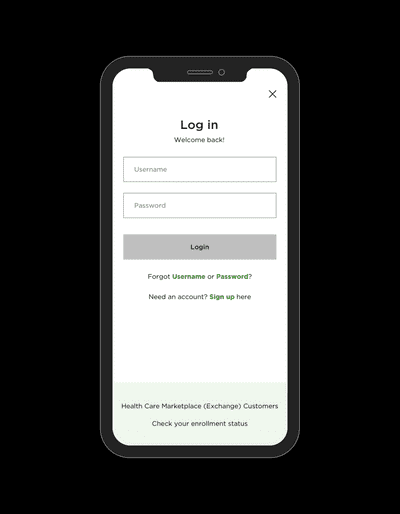 Log in
Welcome back!
Username
Password
Login
Forgot Username or Password?
Need an account? Sign up here
Health Care Marketplace (Exchange) Customers
Check your enrollment status